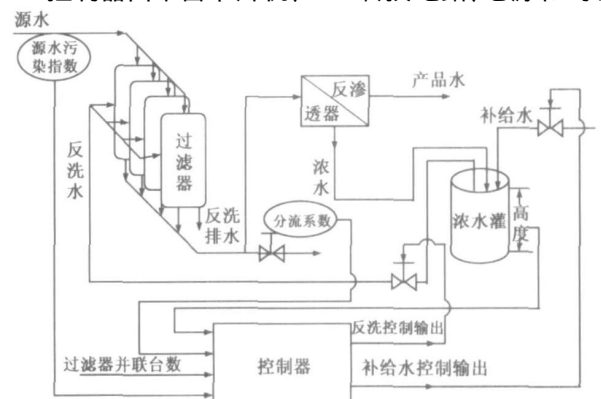 源水
源水污
染指数
反渗
透器
产品水
补给水
过
滤
器
反
洗
水
浓
水
反洗
排水
分流系数
浓水灌
高
度
反洗控制输出
过滤器并联台数
控制器
补给水控制输出